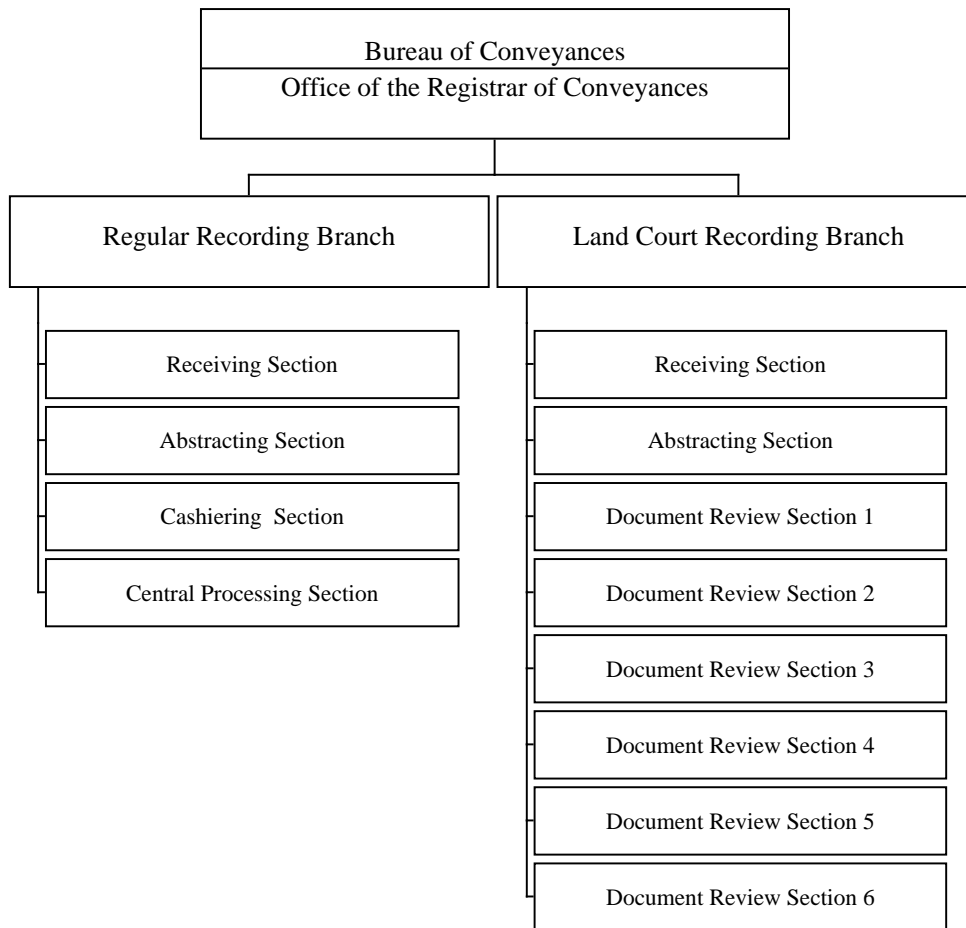 Bureau of Conveyances
Office of the Registrar of Conveyances
Regular Recording Branch
Land Court Recording Branch
Receiving Section
Abstracting Section
Cashiering  Section
Central Processing Section
Receiving Section
Abstracting Section
Document Review Section 1
Document Review Section 2
Document Review Section 3
Document Review Section 4
Document Review Section 5
Document Review Section 6